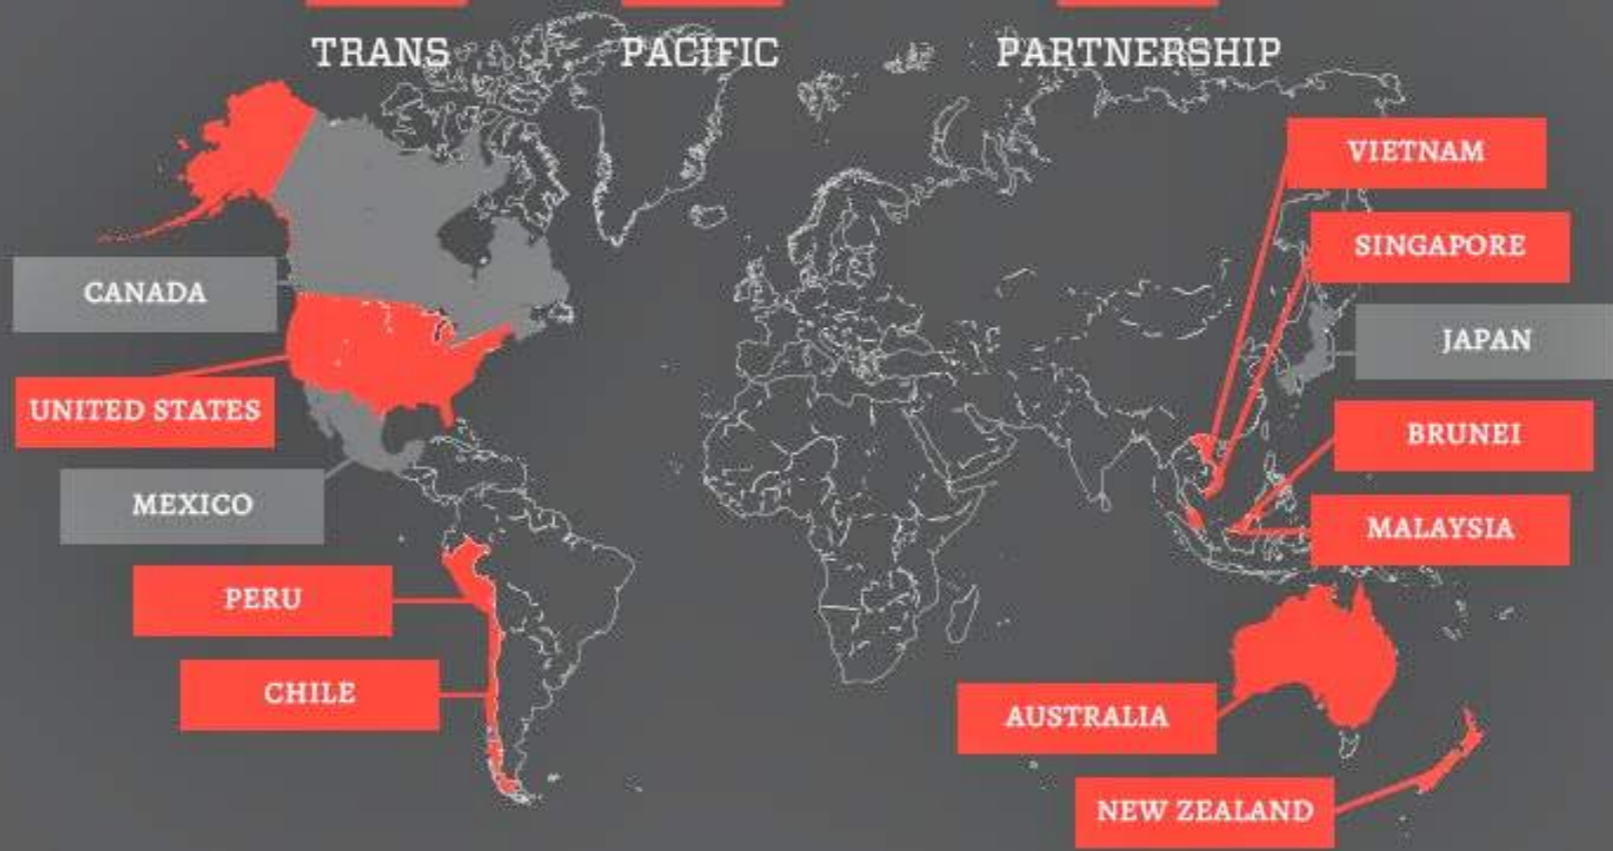 TRANS PACIFIC PARTNERSHIP
VIETNAM
SINGAPORE
CANADA
JAPAN
UNITED STATES
BRUNEI
MEXICO
MALAYSIA
PERU
CHILE
AUSTRALIA
NEW ZEALAND